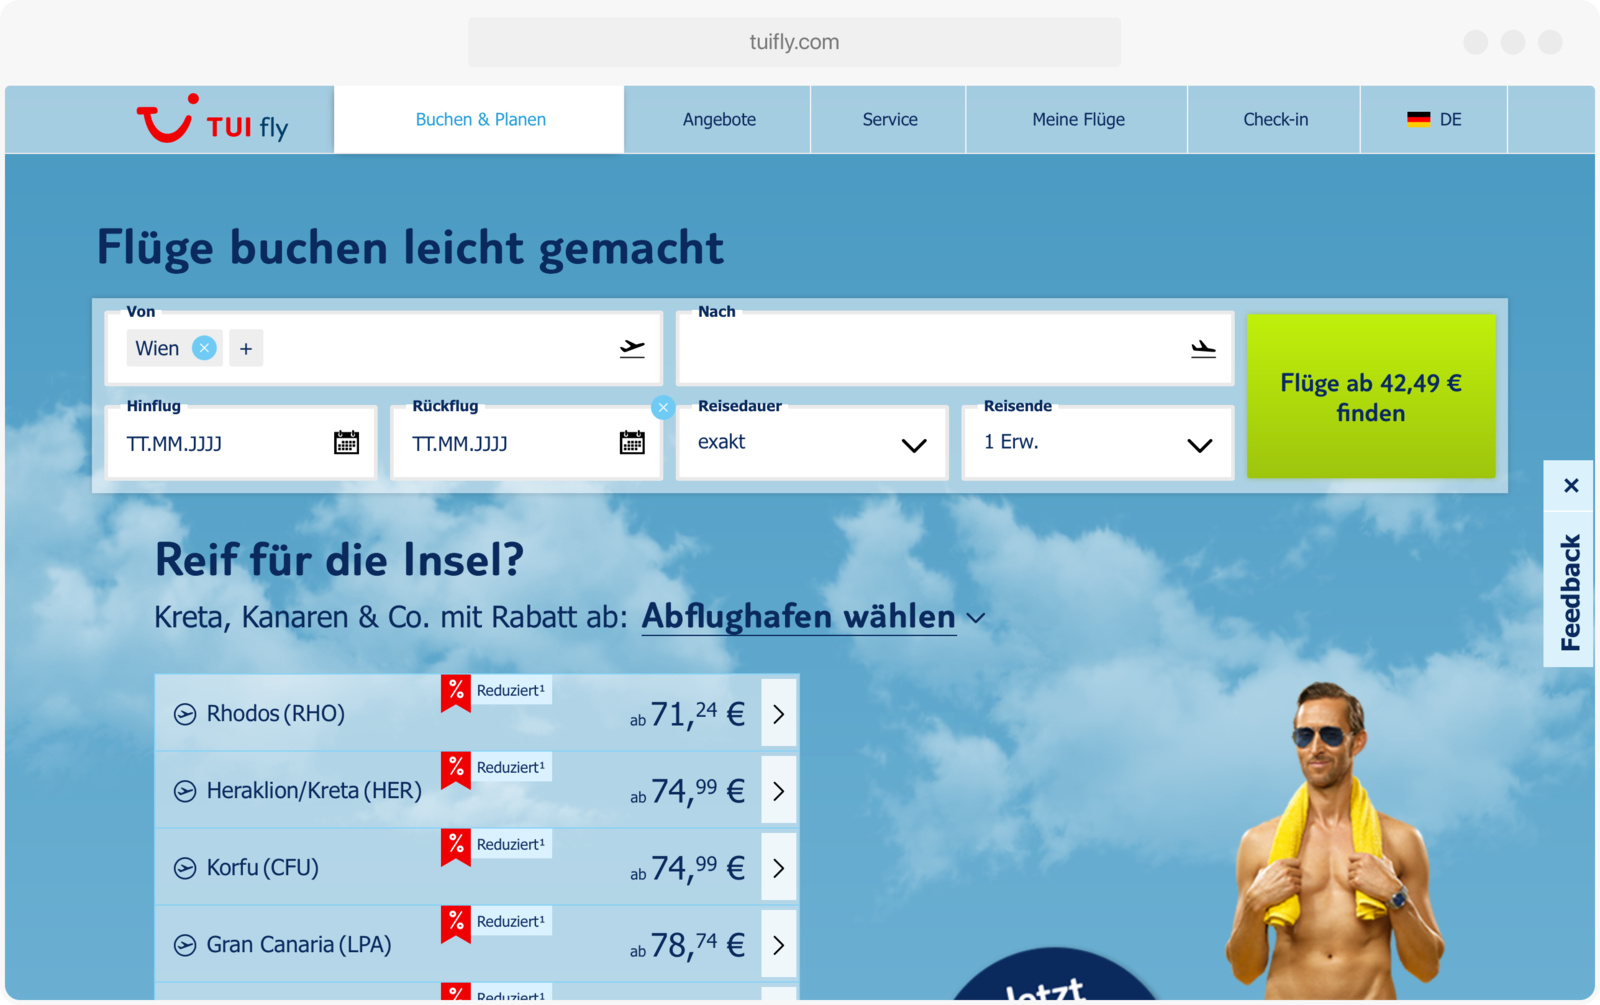 tuifly.com
TUI fly
Buchen & Planen
Angebote
Service
Meine Flüge
Check-in
DE
Flüge buchen leicht gemacht
Von
Wien
+
Nach
Hinflug
TT.MM.JJJJ
Rückflug
TT.MM.JJJJ
Reisedauer
exakt
Reisende
1 Erw.
Flüge ab 42,49 €
finden
Feedback
Reif für die Insel?
Kreta, Kanaren & Co. mit Rabatt ab: Abflughafen wählen
Rhodos (RHO) % Reduziert¹ ab 71,24 €
Heraklion/Kreta (HER) % Reduziert¹ ab 74,99 €
Korfu (CFU) % Reduziert¹ ab 74,99 €
Gran Canaria (LPA) % Reduziert¹ ab 78,74 €
% Reduziert¹
Jetzt